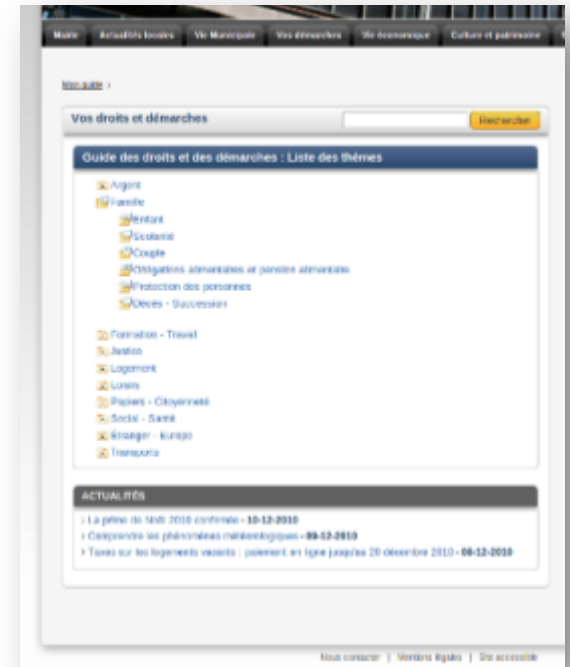 Mairie Actualités locales Vie Municipale Vos démarches Vie économique Culture et patrimoine
Mon guide ›
Vos droits et démarches Rechercher
Guide des droits et des démarches : Liste des thèmes
Argent
Famille
Enfant
Scolarité
Couple
Obligations alimentaires et pension alimentaire
Protection des personnes
Décès - Succession
Formation - Travail
Justice
Logement
Loisirs
Papiers - Citoyenneté
Social - Santé
Étranger - Europe
Transports
ACTUALITÉS
› La prime de Noël 2010 confirmée - 10-12-2010
› Comprendre les phénomènes météorologiques - 09-12-2010
› Taxes sur les logements vacants : paiement en ligne jusqu'au 20 décembre 2010 - 08-12-2010
Nous contacter | Mentions légales | Site accessible